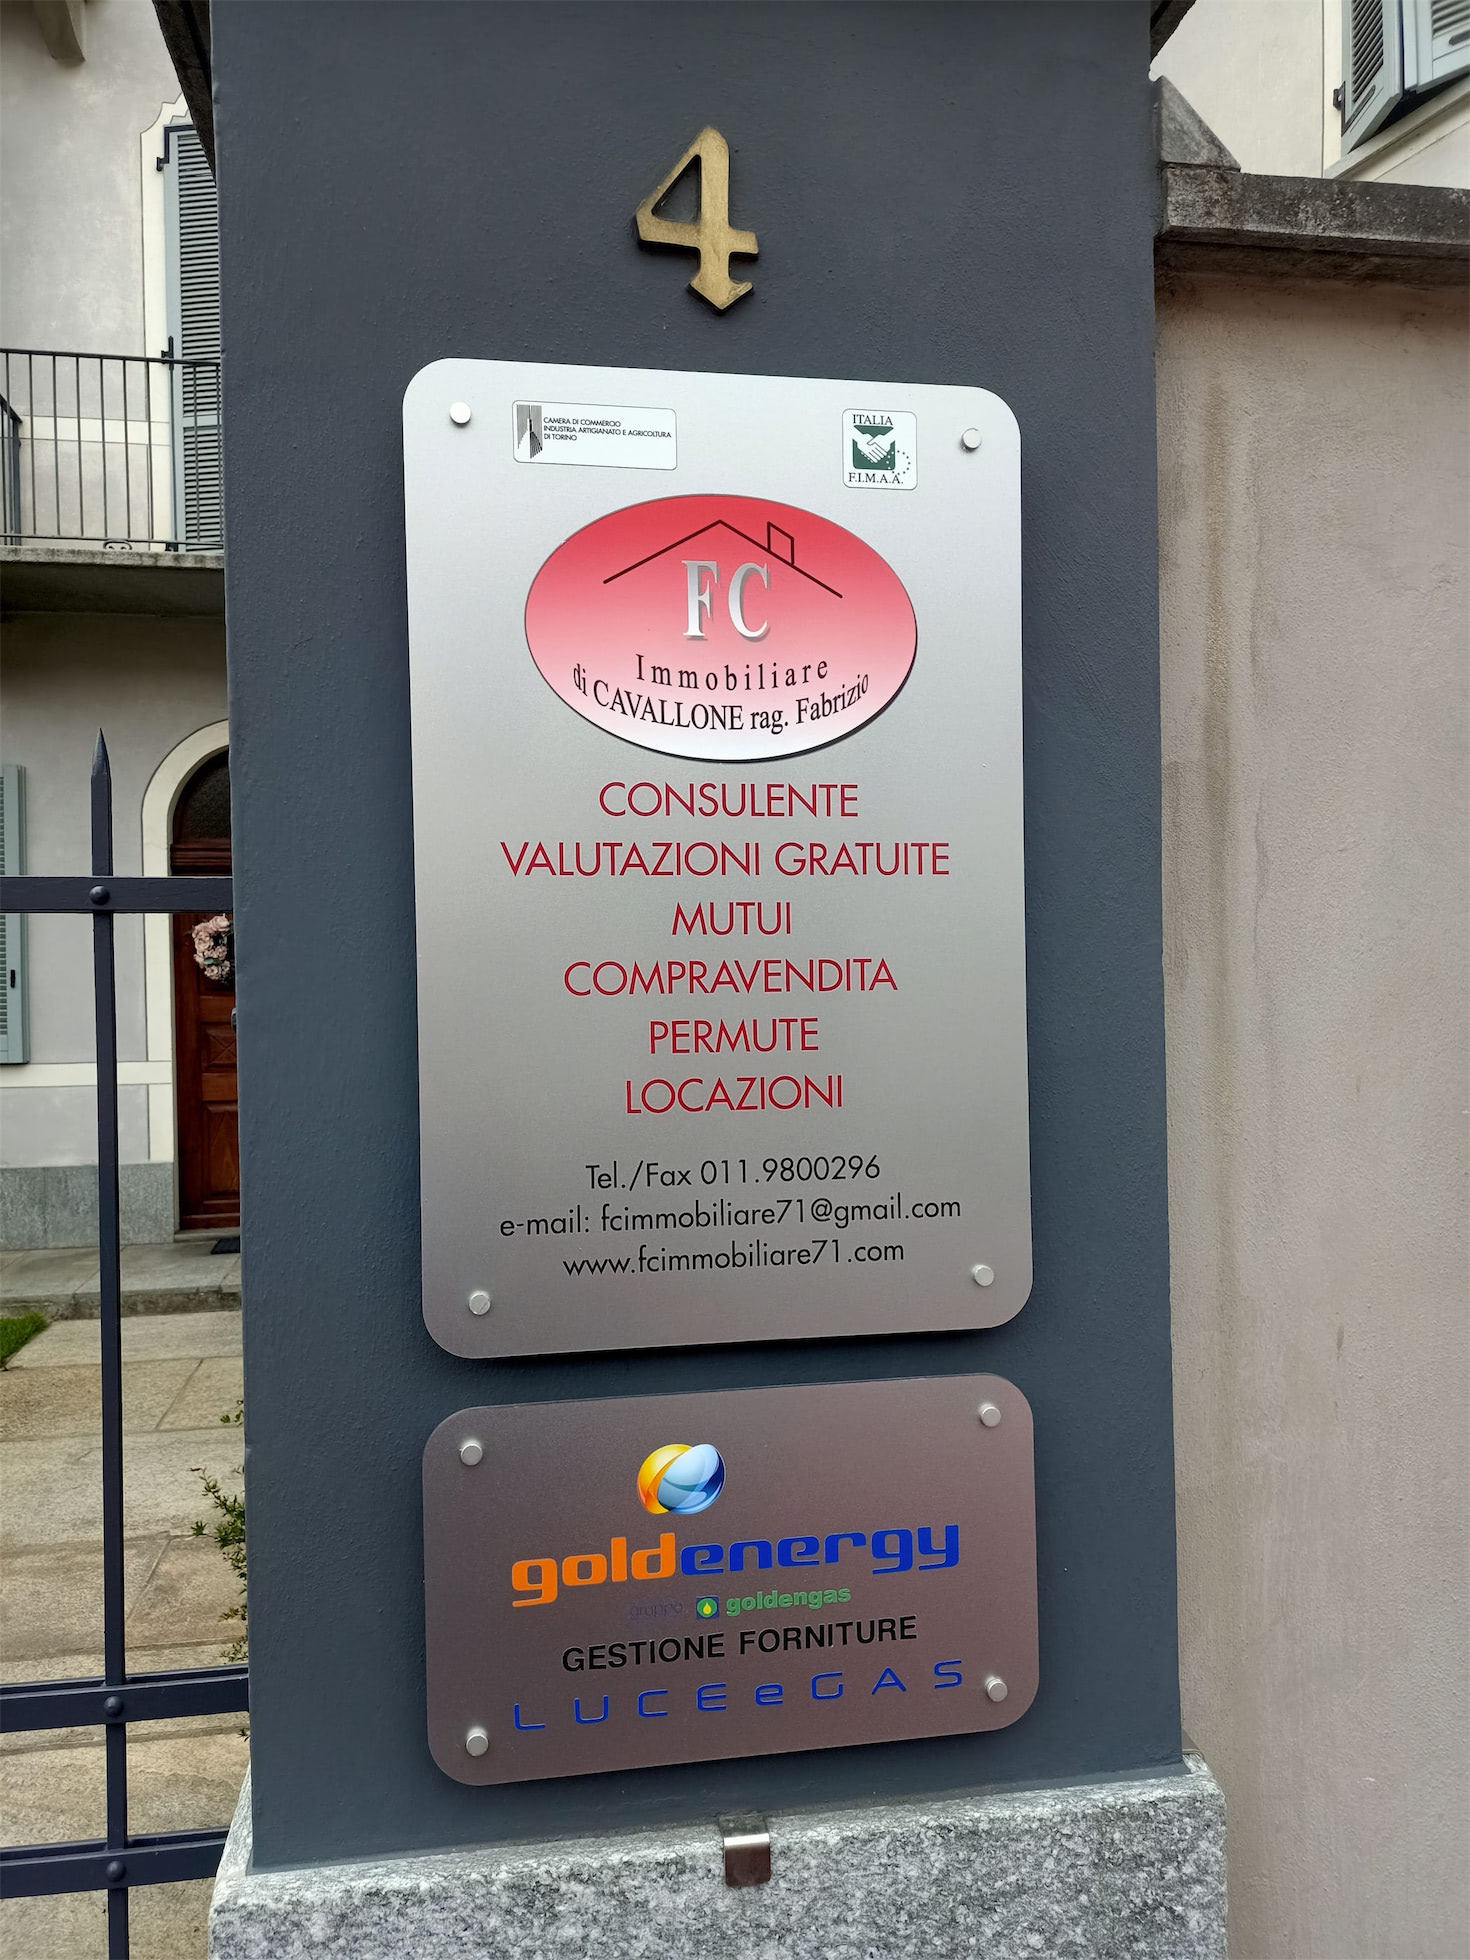 4
CAMERA DI COMMERCIO
INDUSTRIA ARTIGIANATO E AGRICOLTURA
DI TORINO
ITALIA
F.I.M.A.A.
FC
Immobiliare
di CAVALLONE rag. Fabrizio
CONSULENTE
VALUTAZIONI GRATUITE
MUTUI
COMPRAVENDITA
PERMUTE
LOCAZIONI
Tel./Fax 011.9800296
e-mail: fcimmobiliare71@gmail.com
www.fcimmobiliare71.com
goldenergy
gruppo goldengas
GESTIONE FORNITURE
LUCEeGAS